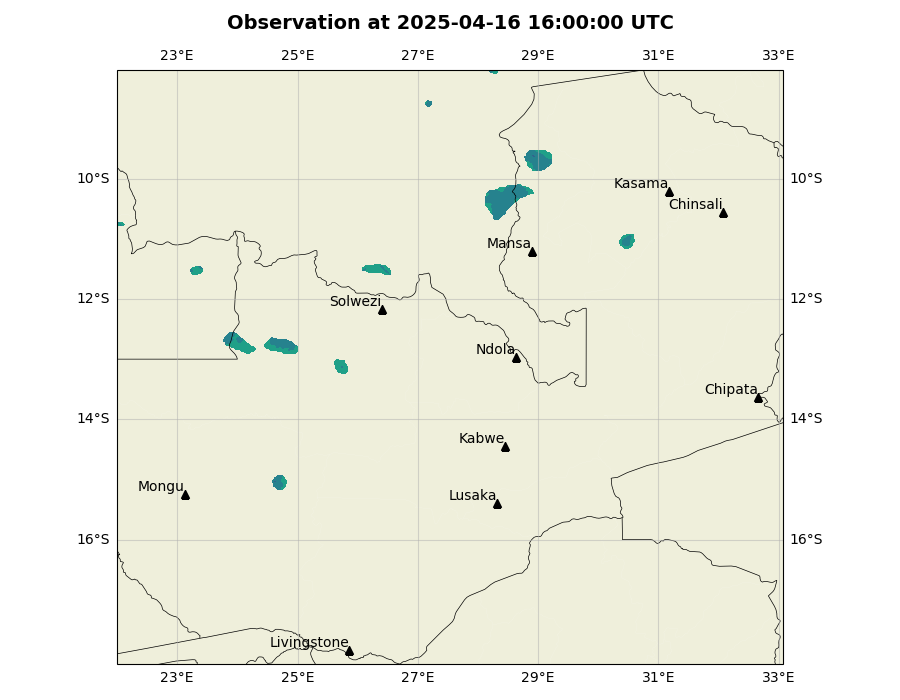 Observation at 2025-04-16 16:00:00 UTC
23°E 25°E 27°E 29°E 31°E 33°E
10°S 10°S
Kasama
Chinsali
Mansa
12°S 12°S
Solwezi
Ndola
Chipata
14°S 14°S
Kabwe
Mongu
Lusaka
16°S 16°S
Livingstone
23°E 25°E 27°E 29°E 31°E 33°E